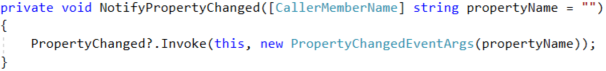 private void NotifyPropertyChanged([CallerMemberName] string propertyName = "")
{
    PropertyChanged?.Invoke(this, new PropertyChangedEventArgs(propertyName));
}